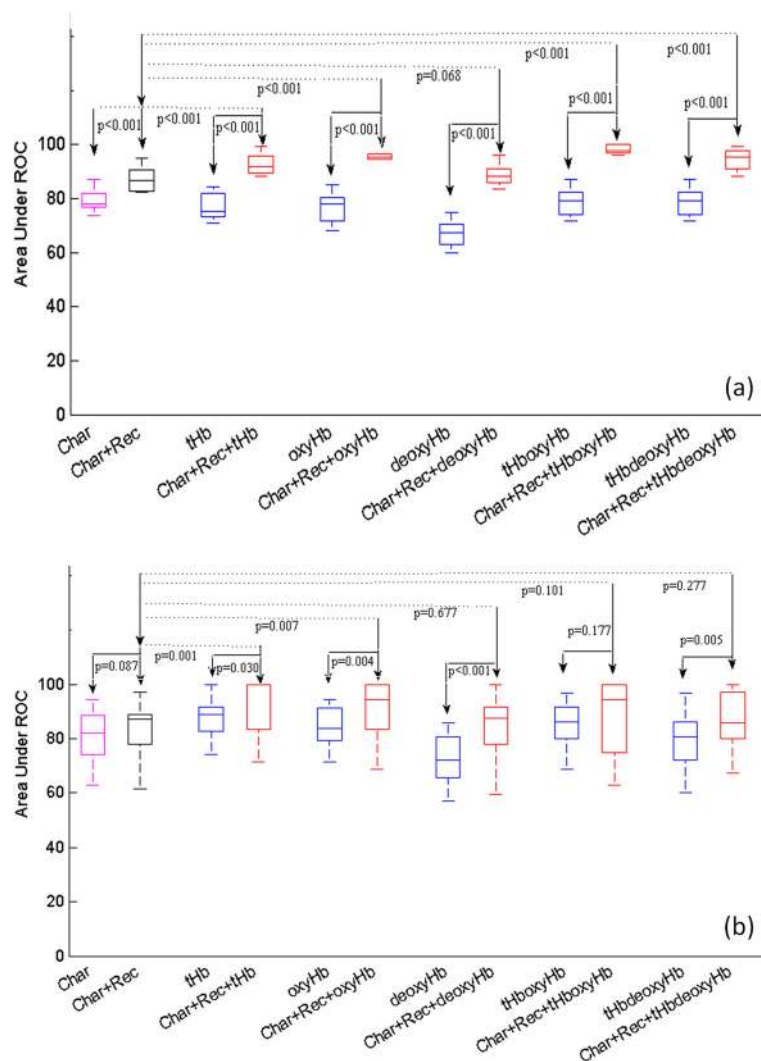 p<0.001 p<0.001
p=0.068
p<0.001
p<0.001 p<0.001 p<0.001 p<0.001 p<0.001 p<0.001 p<0.001
Area Under ROC
100
80
60
40
20
0
(a)
Char
Char+Rec
tHb
Char+Rec+tHb
oxyHb
Char+Rec+oxyHb
deoxyHb
Char+Rec+deoxyHb
tHboxyHb
Char+Rec+tHboxyHb
tHbdeoxyHb
Char+Rec+tHbdeoxyHb
p=0.277
p=0.101
p=0.677
p=0.007
p=0.087 p=0.001 p=0.030 p=0.004 p<0.001 p=0.177 p=0.005
Area Under ROC
100
80
60
40
20
0
(b)
Char
Char+Rec
tHb
Char+Rec+tHb
oxyHb
Char+Rec+oxyHb
deoxyHb
Char+Rec+deoxyHb
tHboxyHb
Char+Rec+tHboxyHb
tHbdeoxyHb
Char+Rec+tHbdeoxyHb